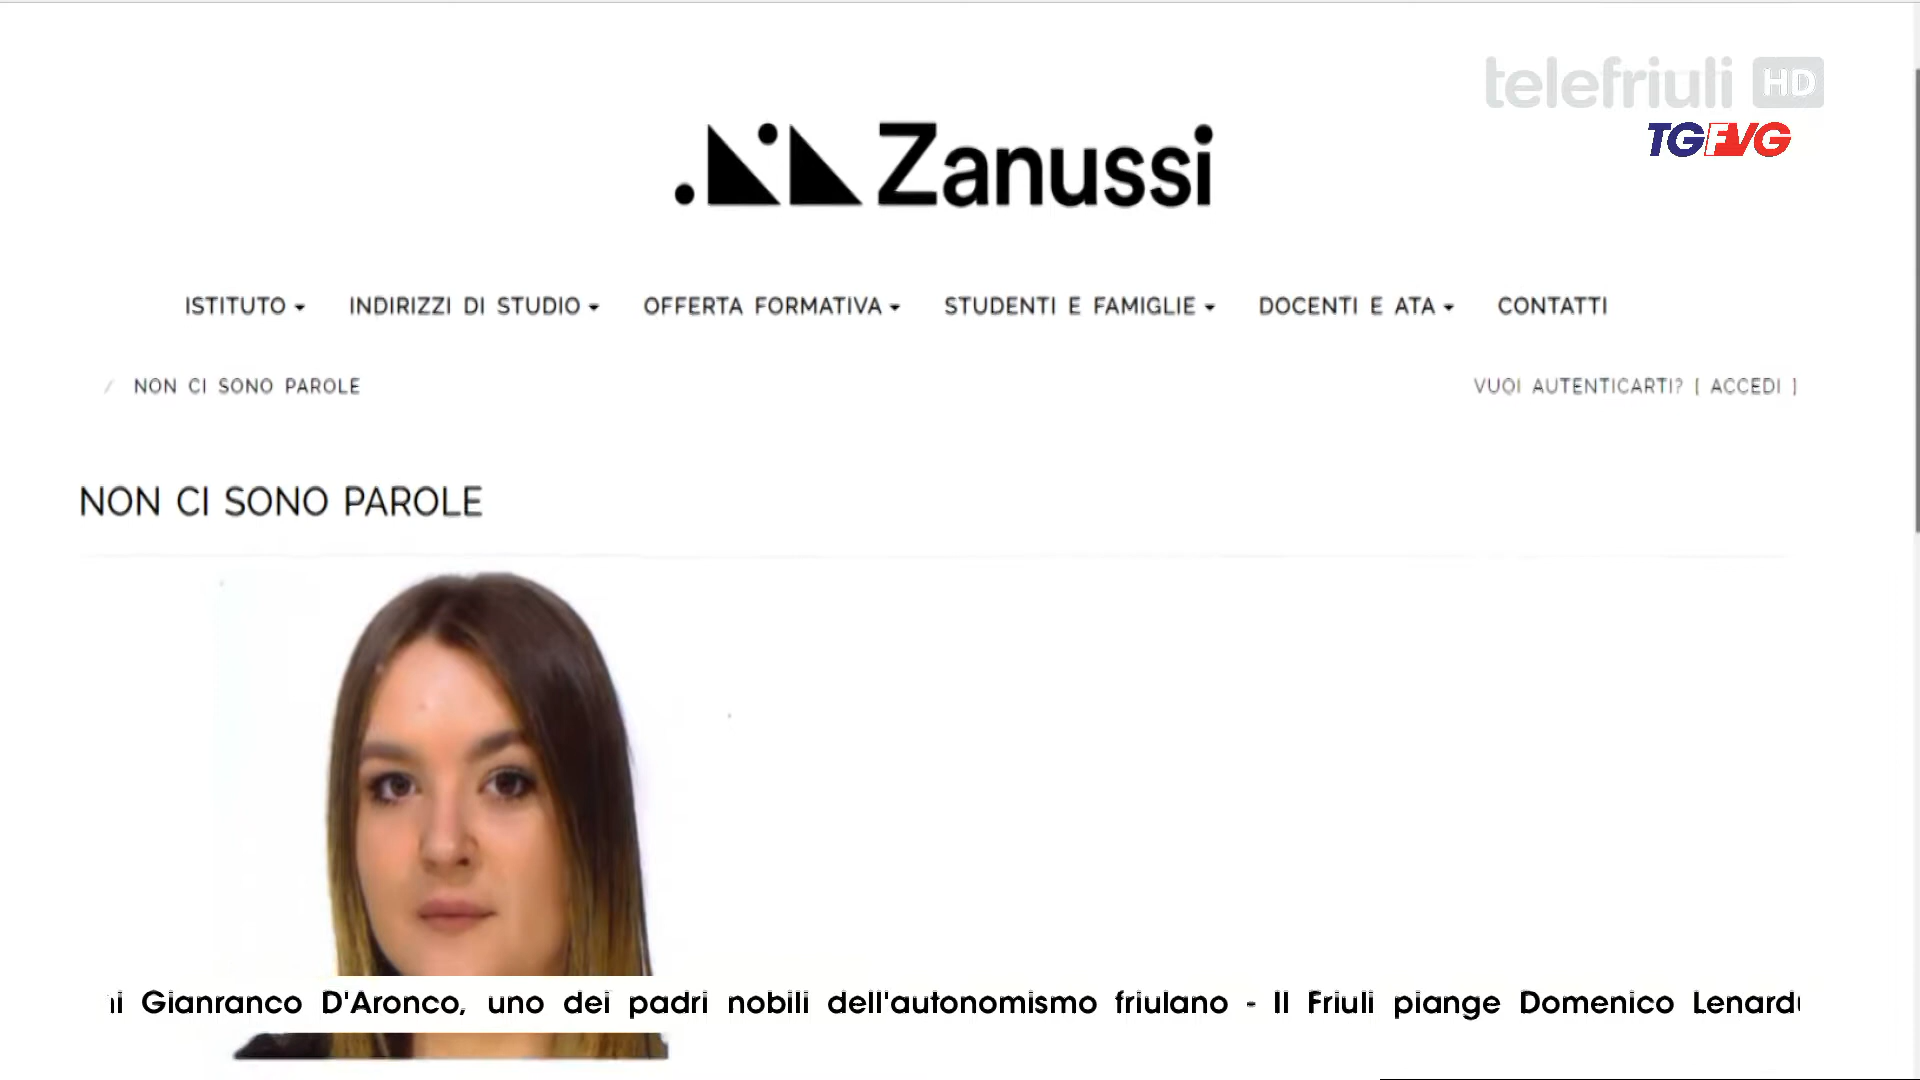 telefriuli HD
TGFVG
Zanussi
ISTITUTO INDIRIZZI DI STUDIO OFFERTA FORMATIVA STUDENTI E FAMIGLIE DOCENTI E ATA CONTATTI
/ NON CI SONO PAROLE VUOI AUTENTICARTI? [ ACCEDI ]
NON CI SONO PAROLE
Gianranco D'Aronco, uno dei padri nobili dell'autonomismo friulano - Il Friuli piange Domenico